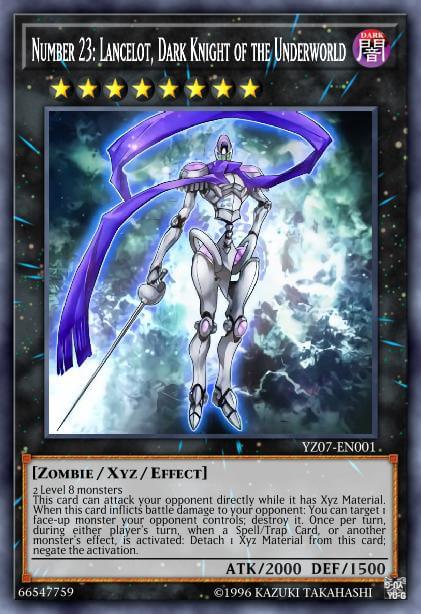 Number 23: Lancelot, Dark Knight of the Underworld
DARK
闇
YZ07-EN001
[Zombie / Xyz / Effect]
2 Level 8 monsters
This card can attack your opponent directly while it has Xyz Material.
When this card inflicts battle damage to your opponent: You can target 1
face-up monster your opponent controls; destroy it. Once per turn,
during either player's turn, when a Spell/Trap Card, or another
monster's effect, is activated: Detach 1 Xyz Material from this card;
negate the activation.
ATK/2000 DEF/1500
66547759
©1996 KAZUKI TAKAHASHI